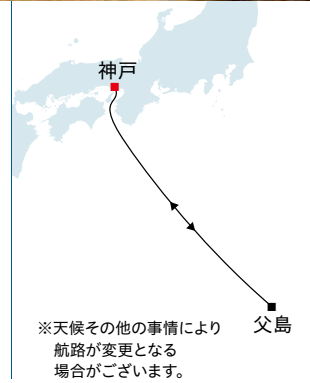 神戸
父島
※天候その他の事情により
航路が変更となる
場合がございます。